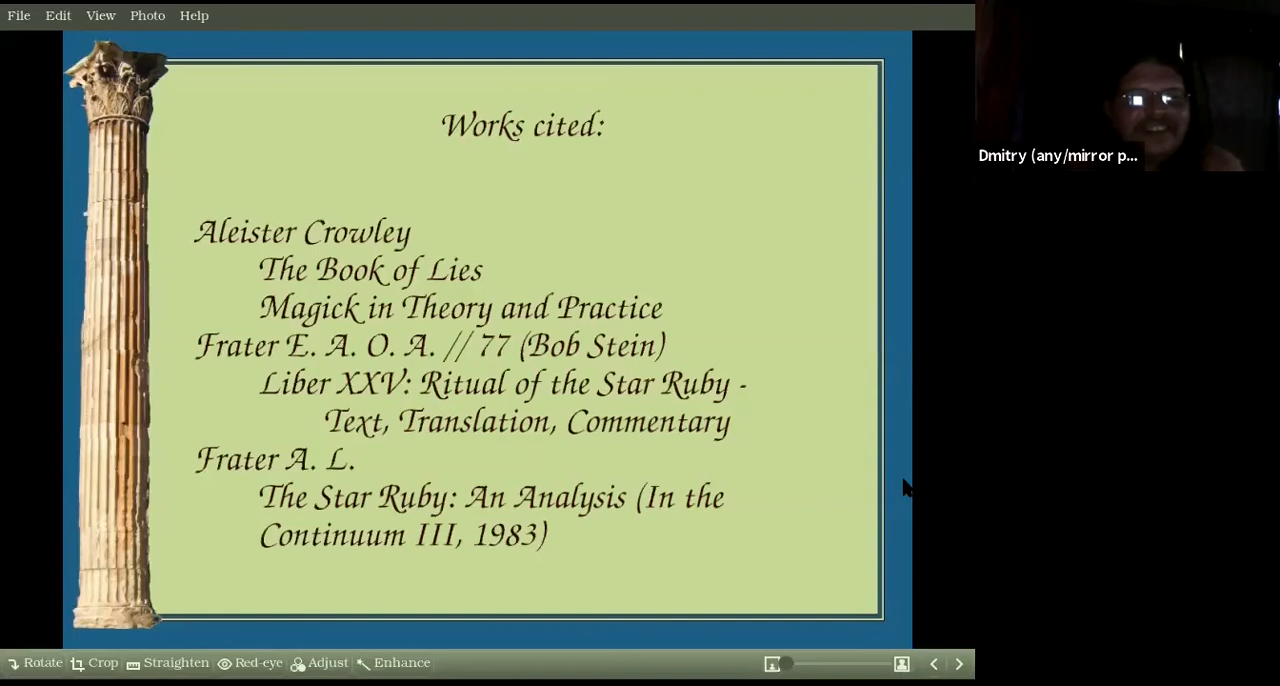 File Edit View Photo Help
Works cited:
Aleister Crowley
The Book of Lies
Magick in Theory and Practice
Frater E. A. O. A. // 77 (Bob Stein)
Liber XXV: Ritual of the Star Ruby -
Text, Translation, Commentary
Frater A. L.
The Star Ruby: An Analysis (In the
Continuum III, 1983)
Dmitry (any/mirror p...
Rotate Crop Straighten Red-eye Adjust Enhance